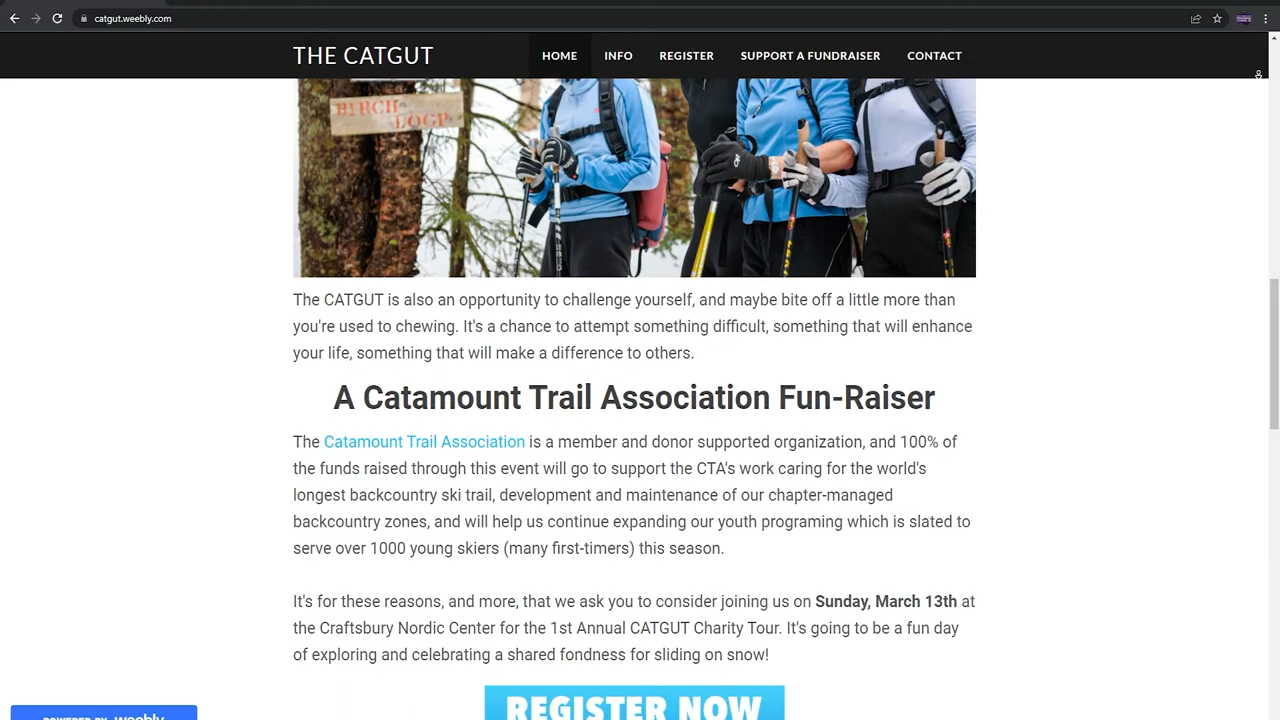 catgut.weebly.com
THE CATGUT
HOME INFO REGISTER SUPPORT A FUNDRAISER CONTACT
BIRCH
LOOP
The CATGUT is also an opportunity to challenge yourself, and maybe bite off a little more than
you're used to chewing. It's a chance to attempt something difficult, something that will enhance
your life, something that will make a difference to others.
A Catamount Trail Association Fun-Raiser
The Catamount Trail Association is a member and donor supported organization, and 100% of
the funds raised through this event will go to support the CTA's work caring for the world's
longest backcountry ski trail, development and maintenance of our chapter-managed
backcountry zones, and will help us continue expanding our youth programing which is slated to
serve over 1000 young skiers (many first-timers) this season.
It's for these reasons, and more, that we ask you to consider joining us on Sunday, March 13th at
the Craftsbury Nordic Center for the 1st Annual CATGUT Charity Tour. It's going to be a fun day
of exploring and celebrating a shared fondness for sliding on snow!
REGISTER NOW
POWERED BY weebly